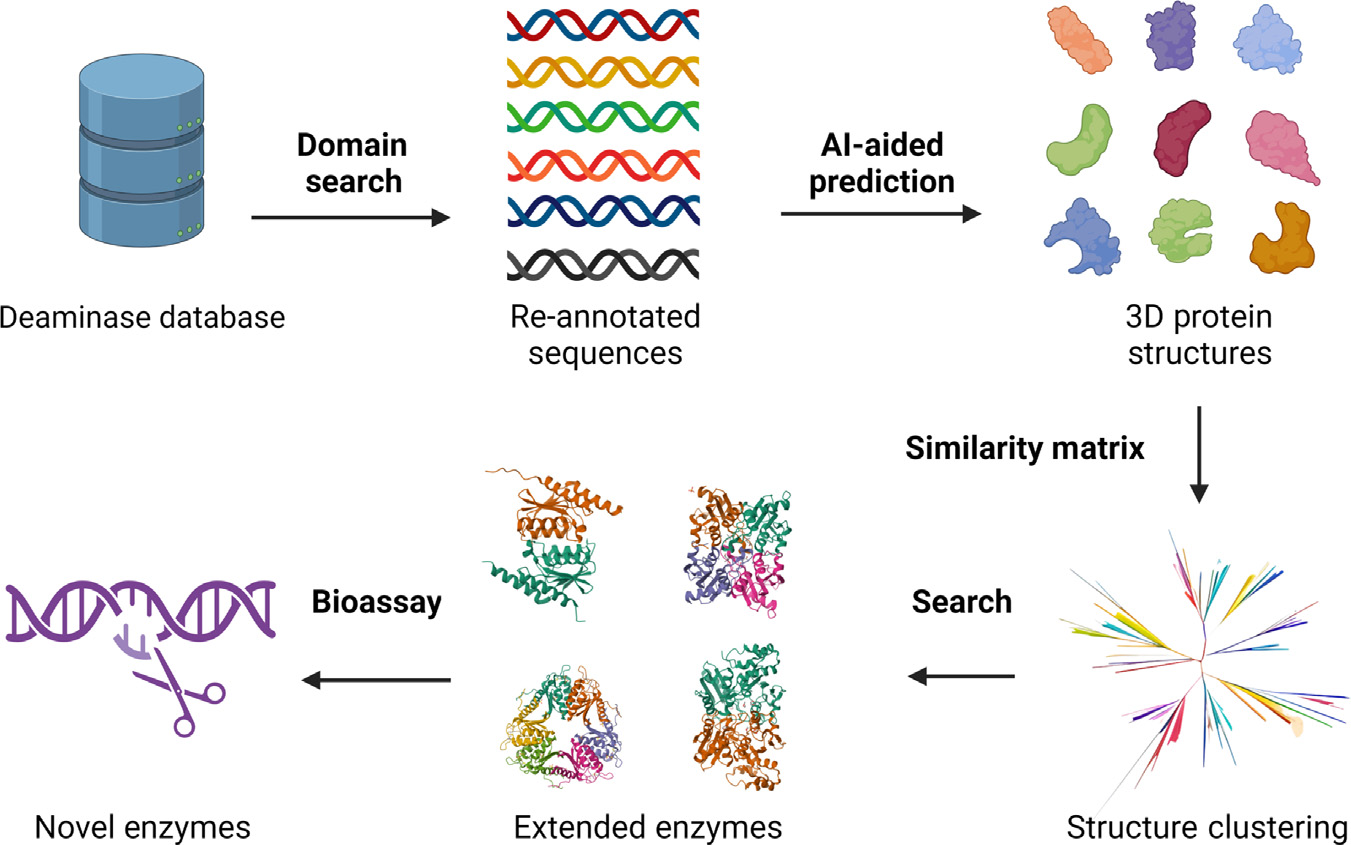 Domain
search
AI-aided
prediction
Deaminase database
Re-annotated
sequences
3D protein
structures
Similarity matrix
Search
Bioassay
Novel enzymes
Extended enzymes
Structure clustering